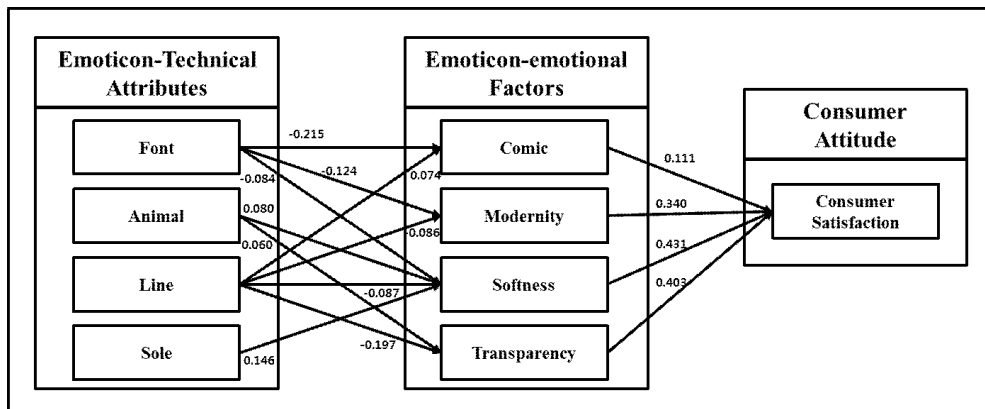 Emoticon-Technical
Attributes
Font
Animal
Line
Sole
-0.215
-0.124
-0.084
0.080
0.060
0.074
-0.086
-0.087
-0.197
0.146
Emoticon-emotional
Factors
Comic
Modernity
Softness
Transparency
0.111
0.340
0.431
0.403
Consumer
Attitude
Consumer
Satisfaction